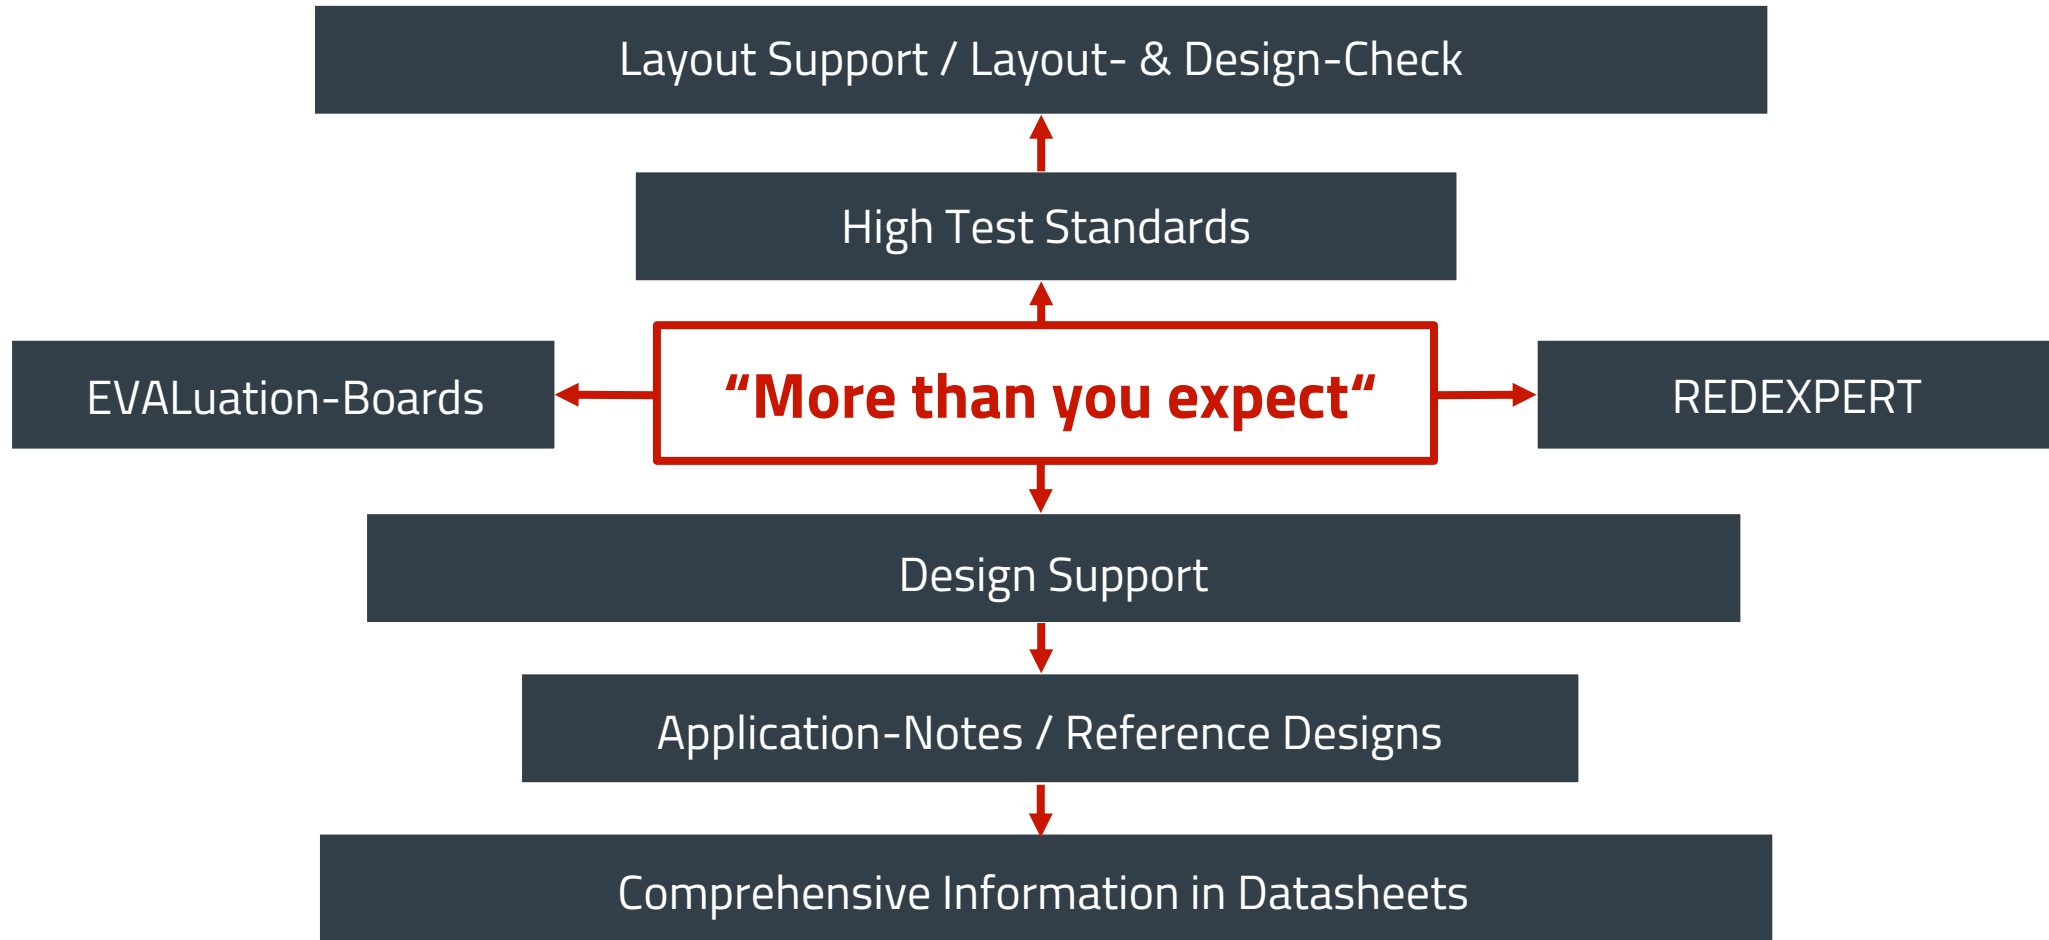 Layout Support / Layout- & Design-Check
High Test Standards
EVALuation-Boards
“More than you expect“
REDEXPERT
Design Support
Application-Notes / Reference Designs
Comprehensive Information in Datasheets